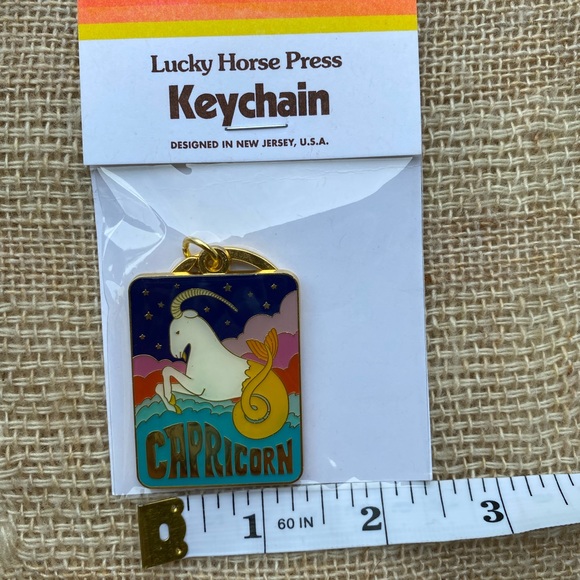 Lucky Horse Press
Keychain
DESIGNED IN NEW JERSEY, U.S.A.
CAPRICORN
1 60 IN 2 3